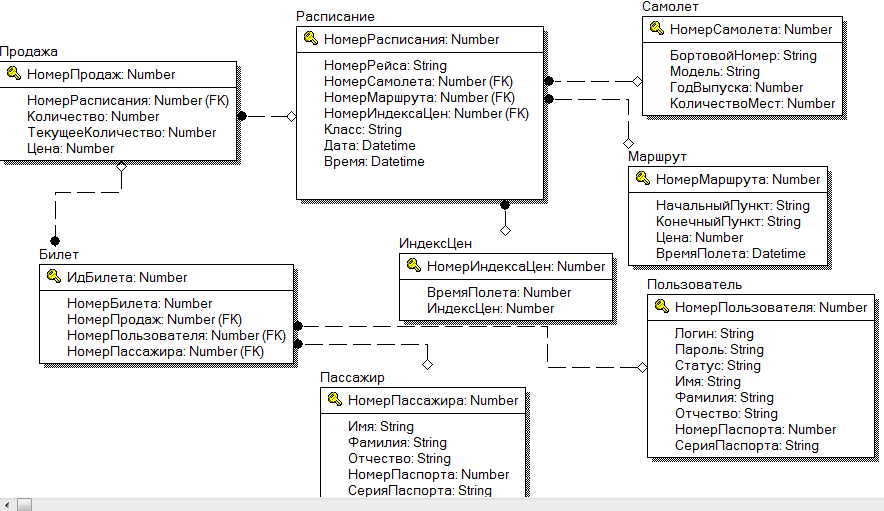 Расписание
НомерРасписания: Number
НомерРейса: String
НомерСамолета: Number (FK)
НомерМаршрута: Number (FK)
НомерИндексаЦен: Number (FK)
Класс: String
Дата: Datetime
Время: Datetime
Самолет
НомерСамолета: Number
БортовойНомер: String
Модель: String
ГодВыпуска: Number
КоличествоМест: Number
Продажа
НомерПродаж: Number
НомерРасписания: Number (FK)
Количество: Number
ТекущееКоличество: Number
Цена: Number
Маршрут
НомерМаршрута: Number
НачальныйПункт: String
КонечныйПункт: String
Цена: Number
ВремяПолета: Datetime
Билет
ИдБилета: Number
НомерБилета: Number
НомерПродаж: Number (FK)
НомерПользователя: Number (FK)
НомерПассажира: Number (FK)
ИндексЦен
НомерИндексаЦен: Number
ВремяПолета: Number
ИндексЦен: Number
Пользователь
НомерПользователя: Number
Логин: String
Пароль: String
Статус: String
Имя: String
Фамилия: String
Отчество: String
НомерПаспорта: Number
СерияПаспорта: String
Пассажир
НомерПассажира: Number
Имя: String
Фамилия: String
Отчество: String
НомерПаспорта: Number
СерияПаспорта: String